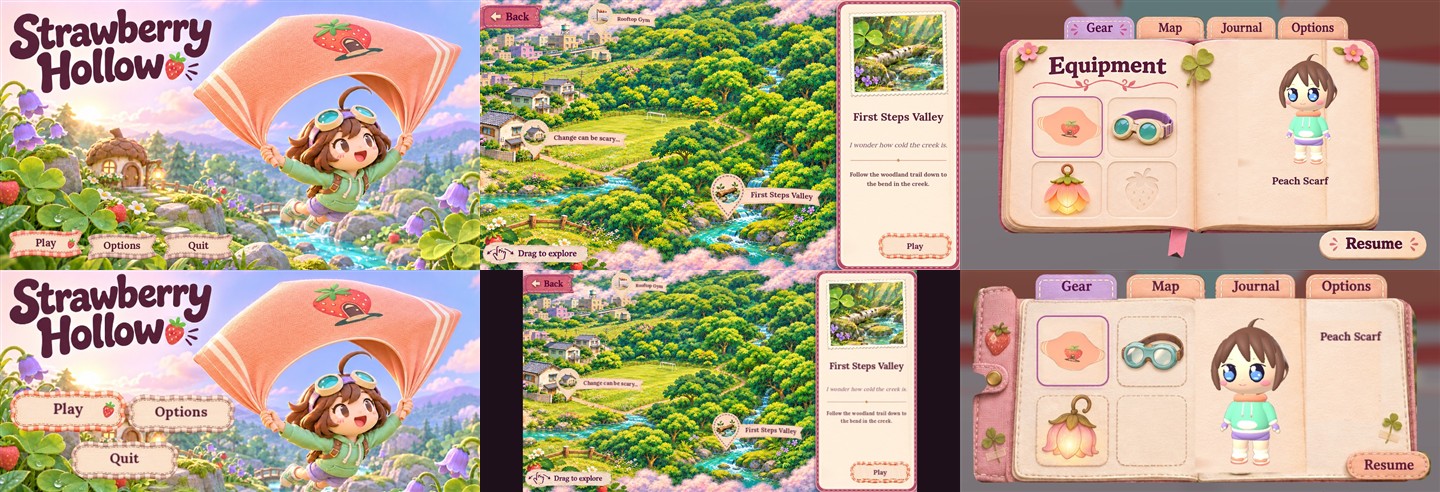 Strawberry
Hollow
Play
Options
Quit
Back
Rooftop Gym
Change can be scary...
First Steps Valley
Drag to explore
First Steps Valley
I wonder how cold the creek is.
Follow the woodland trail down to
the bend in the creek.
Play
Gear
Map
Journal
Options
Equipment
Peach Scarf
Resume
Strawberry
Hollow
Play
Options
Quit
Back
Rooftop Gym
Change can be scary...
First Steps Valley
Drag to explore
First Steps Valley
I wonder how cold the creek is.
Follow the woodland trail down to
the bend in the creek.
Play
Gear
Map
Journal
Options
Peach Scarf
Resume